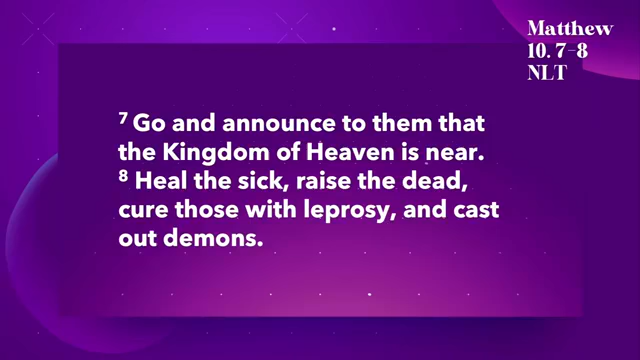 Matthew
10. 7-8
NLT
7 Go and announce to them that
the Kingdom of Heaven is near.
8 Heal the sick, raise the dead,
cure those with leprosy, and cast
out demons.